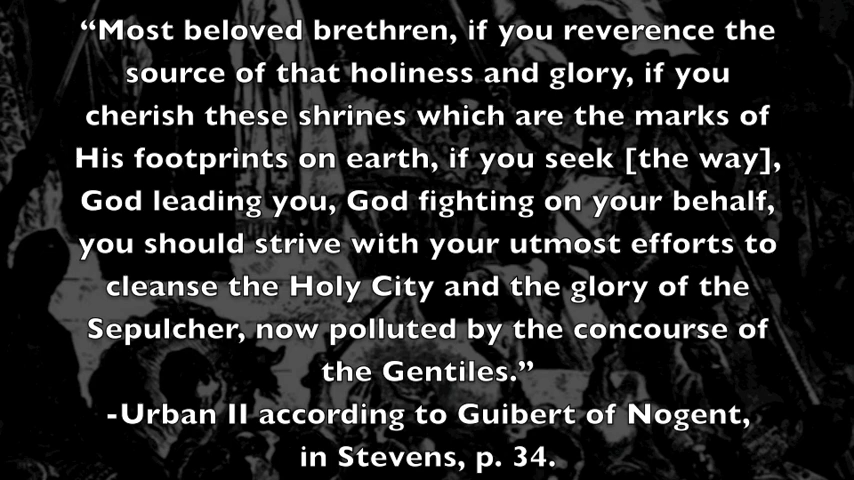 “Most beloved brethren, if you reverence the
source of that holiness and glory, if you
cherish these shrines which are the marks of
His footprints on earth, if you seek [the way],
God leading you, God fighting on your behalf,
you should strive with your utmost efforts to
cleanse the Holy City and the glory of the
Sepulcher, now polluted by the concourse of
the Gentiles.”
-Urban II according to Guibert of Nogent,
in Stevens, p. 34.